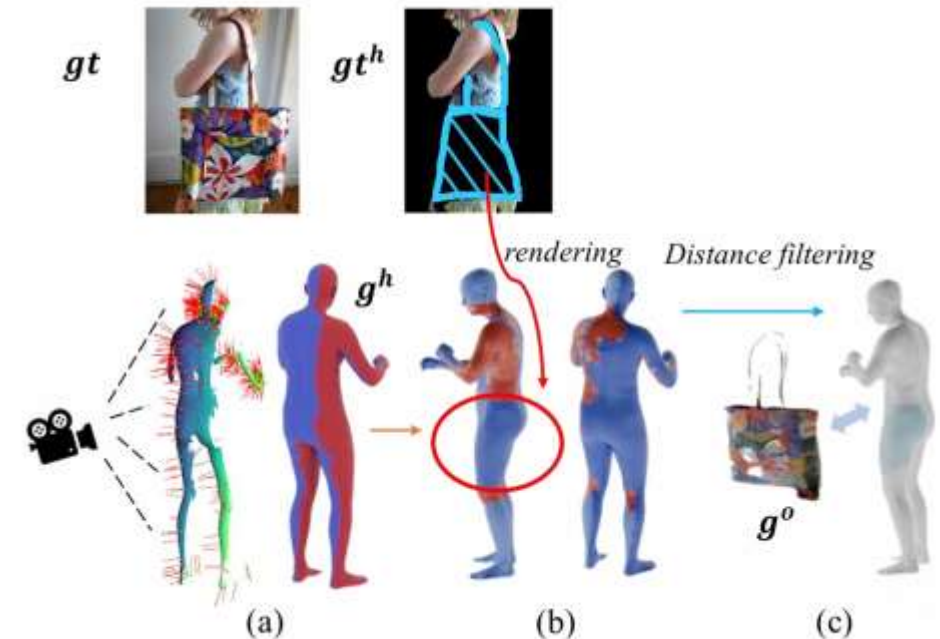 gt
gt^h
rendering
Distance filtering
g^h
g^o
(a)
(b)
(c)